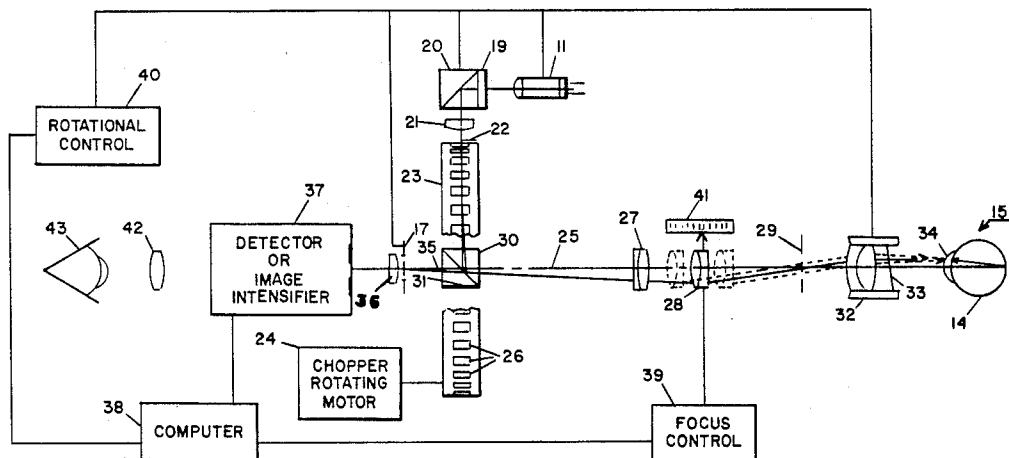 20 19 11
40
ROTATIONAL
CONTROL
21 22
23
37
43 42
17
41
DETECTOR
OR
IMAGE
INTENSIFIER
35 30 25 27 29 34 15
36 31 28 33
32 14
24
CHOPPER
ROTATING
MOTOR
26
39
38
COMPUTER
FOCUS
CONTROL